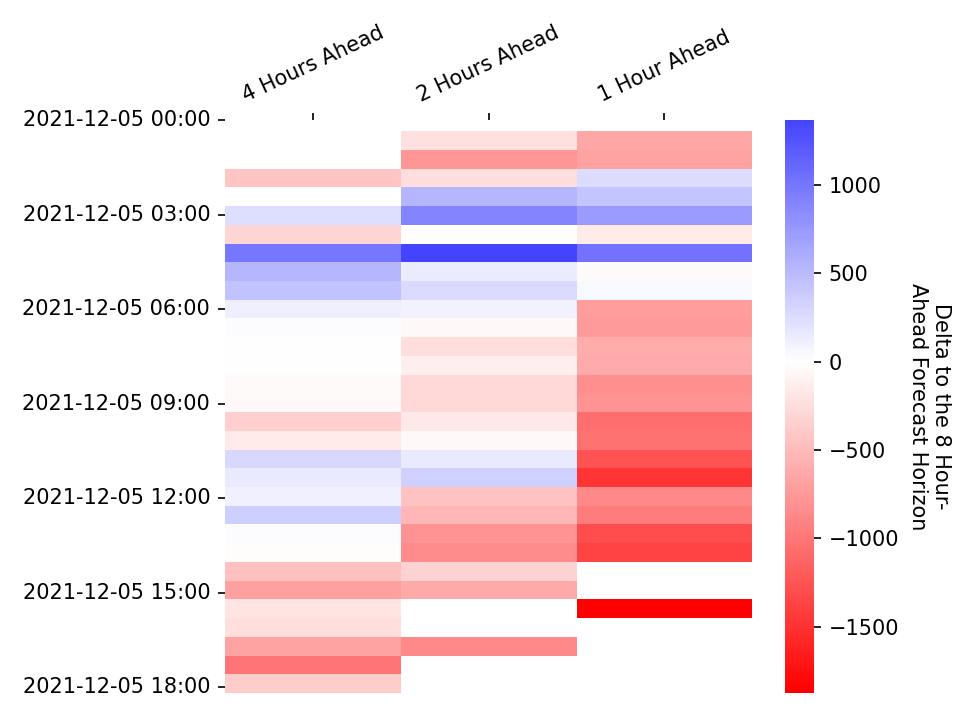 4 Hours Ahead
2 Hours Ahead
1 Hour Ahead
2021-12-05 00:00
2021-12-05 03:00
2021-12-05 06:00
2021-12-05 09:00
2021-12-05 12:00
2021-12-05 15:00
2021-12-05 18:00
1000
500
0
−500
−1000
−1500
Delta to the 8 Hour-
Ahead Forecast Horizon